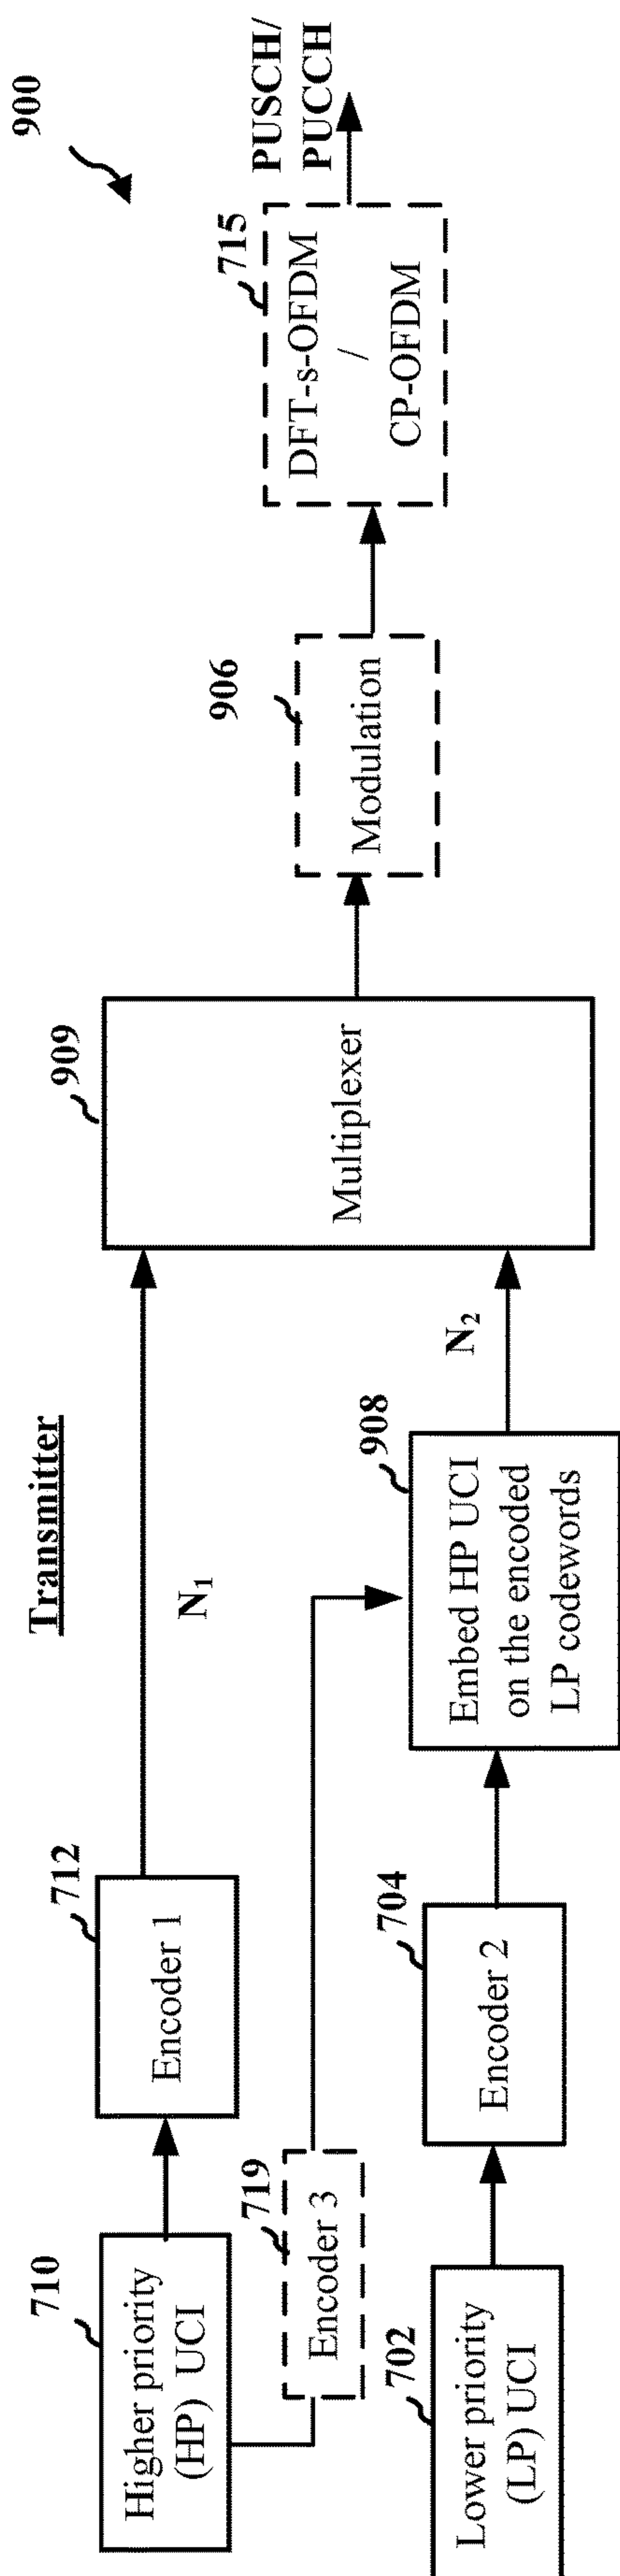 900
Transmitter
710
Higher priority
(HP) UCI
712
Encoder 1
N₁
719
Encoder 3
702
Lower priority
(LP) UCI
704
Encoder 2
908
Embed HP UCI
on the encoded
LP codewords
N₂
909
Multiplexer
906
Modulation
715
DFT-s-OFDM
/
CP-OFDM
PUSCH/
PUCCH